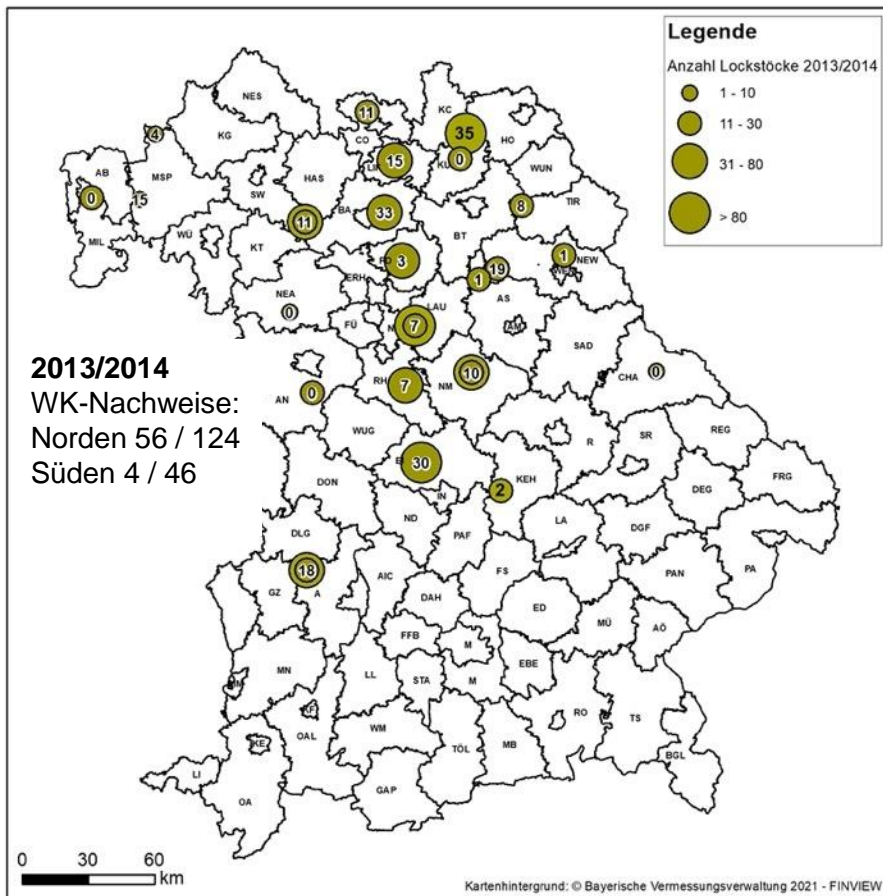 Legende
Anzahl Lockstöcke 2013/2014
1 - 10
11 - 30
31 - 80
> 80
NES
KC
11
CO
35
HO
KG
4
AB
MSP
15
0
WUN
HAS
SW
0
15
8
TIR
BA
33
11
BT
WÜ
MIL
KT
3
1
NEW
19
1
ERH
NEA
0
LAU
AS
FÜ
7
AM
SAD
2013/2014
WK-Nachweise:
Norden 56 / 124
Süden 4 / 46
10
0
CHA
RH
7
NM
AN
0
WUG
R
SR
REG
30
KEH
2
IN
DON
DEG
FRG
ND
LA
DGF
PAF
DLG
18
AIC
FS
PAN
PA
GZ
A
DAH
ED
MÜ
AÖ
FFB
M
EBE
MN
LL
STA
M
RO
TS
OAL
WM
KE
TÖL
MB
BGL
LI
OA
GAP
0 30 60
km
Kartenhintergrund: © Bayerische Vermessungsverwaltung 2021 - FINVIEW